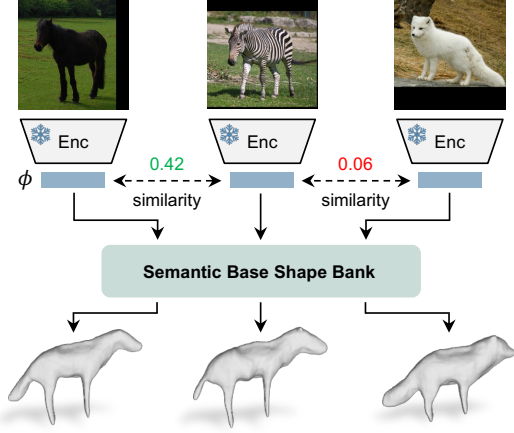 Enc
Enc
Enc
ϕ
0.42
0.06
similarity
similarity
Semantic Base Shape Bank